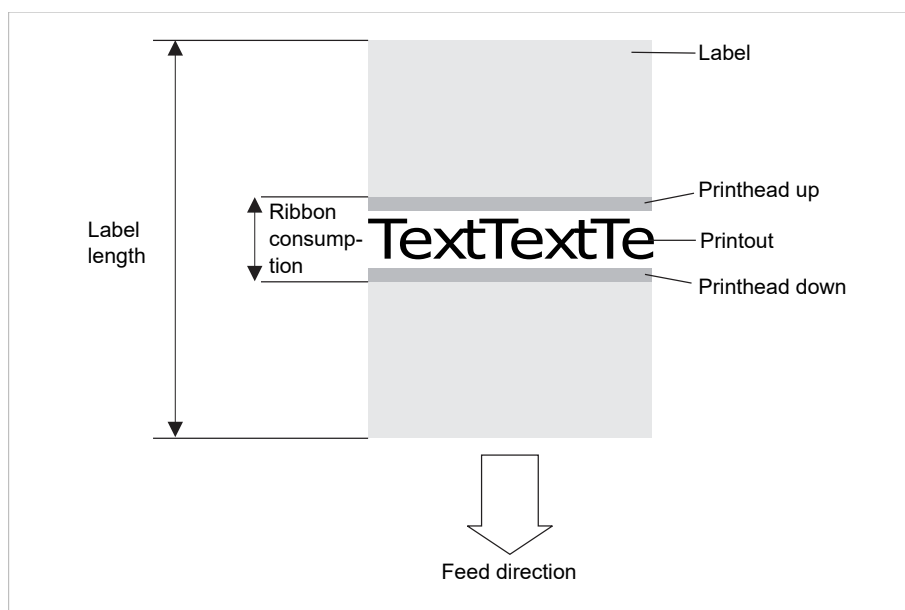 Label
Printhead up
Ribbon
consump-
tion
Label
length
TextTextTe
Printout
Printhead down
Feed direction